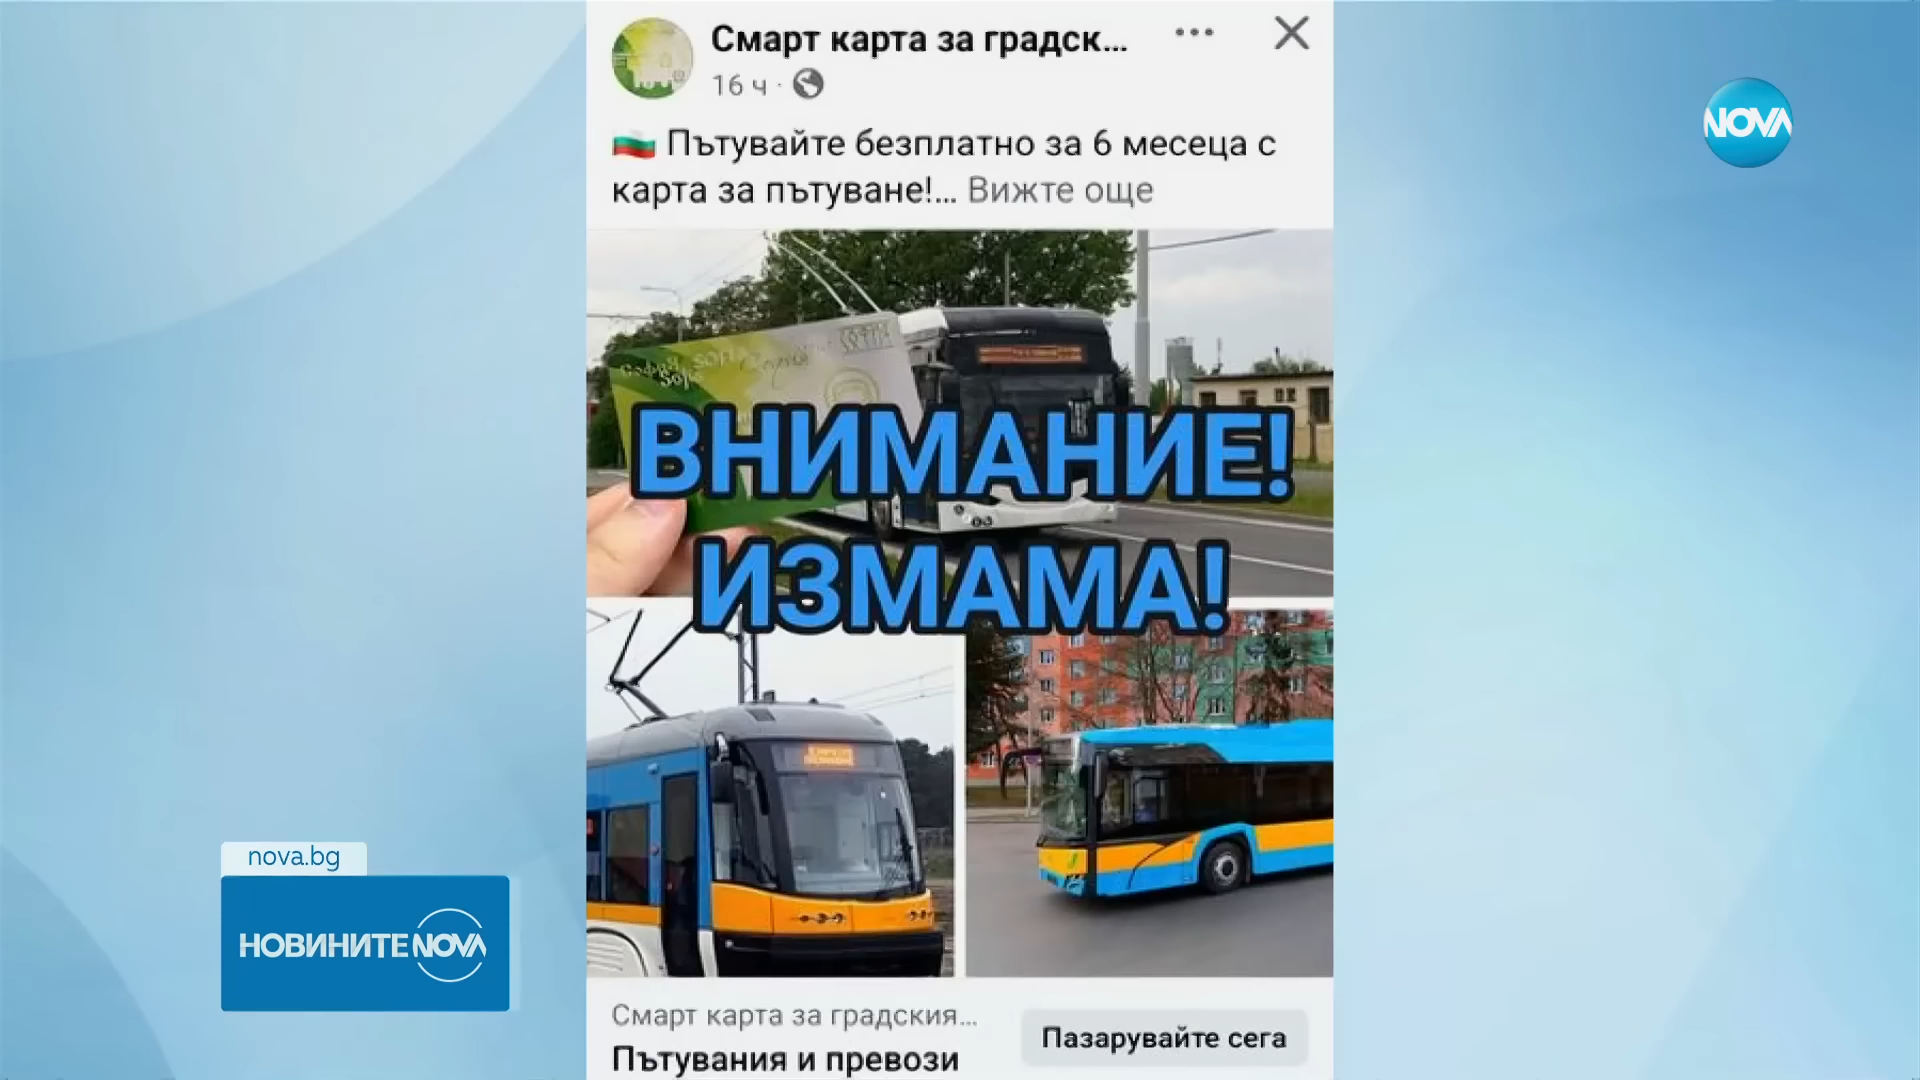 Смарт карта за градск...
16 ч ·
NOVA
Пътувайте безплатно за 6 месеца с
карта за пътуване!... Вижте още
ВНИМАНИЕ!
ИЗМАМА!
nova.bg
НОВИНИТЕ NOVA
Смарт карта за градския...
Пътувания и превози
Пазарувайте сега